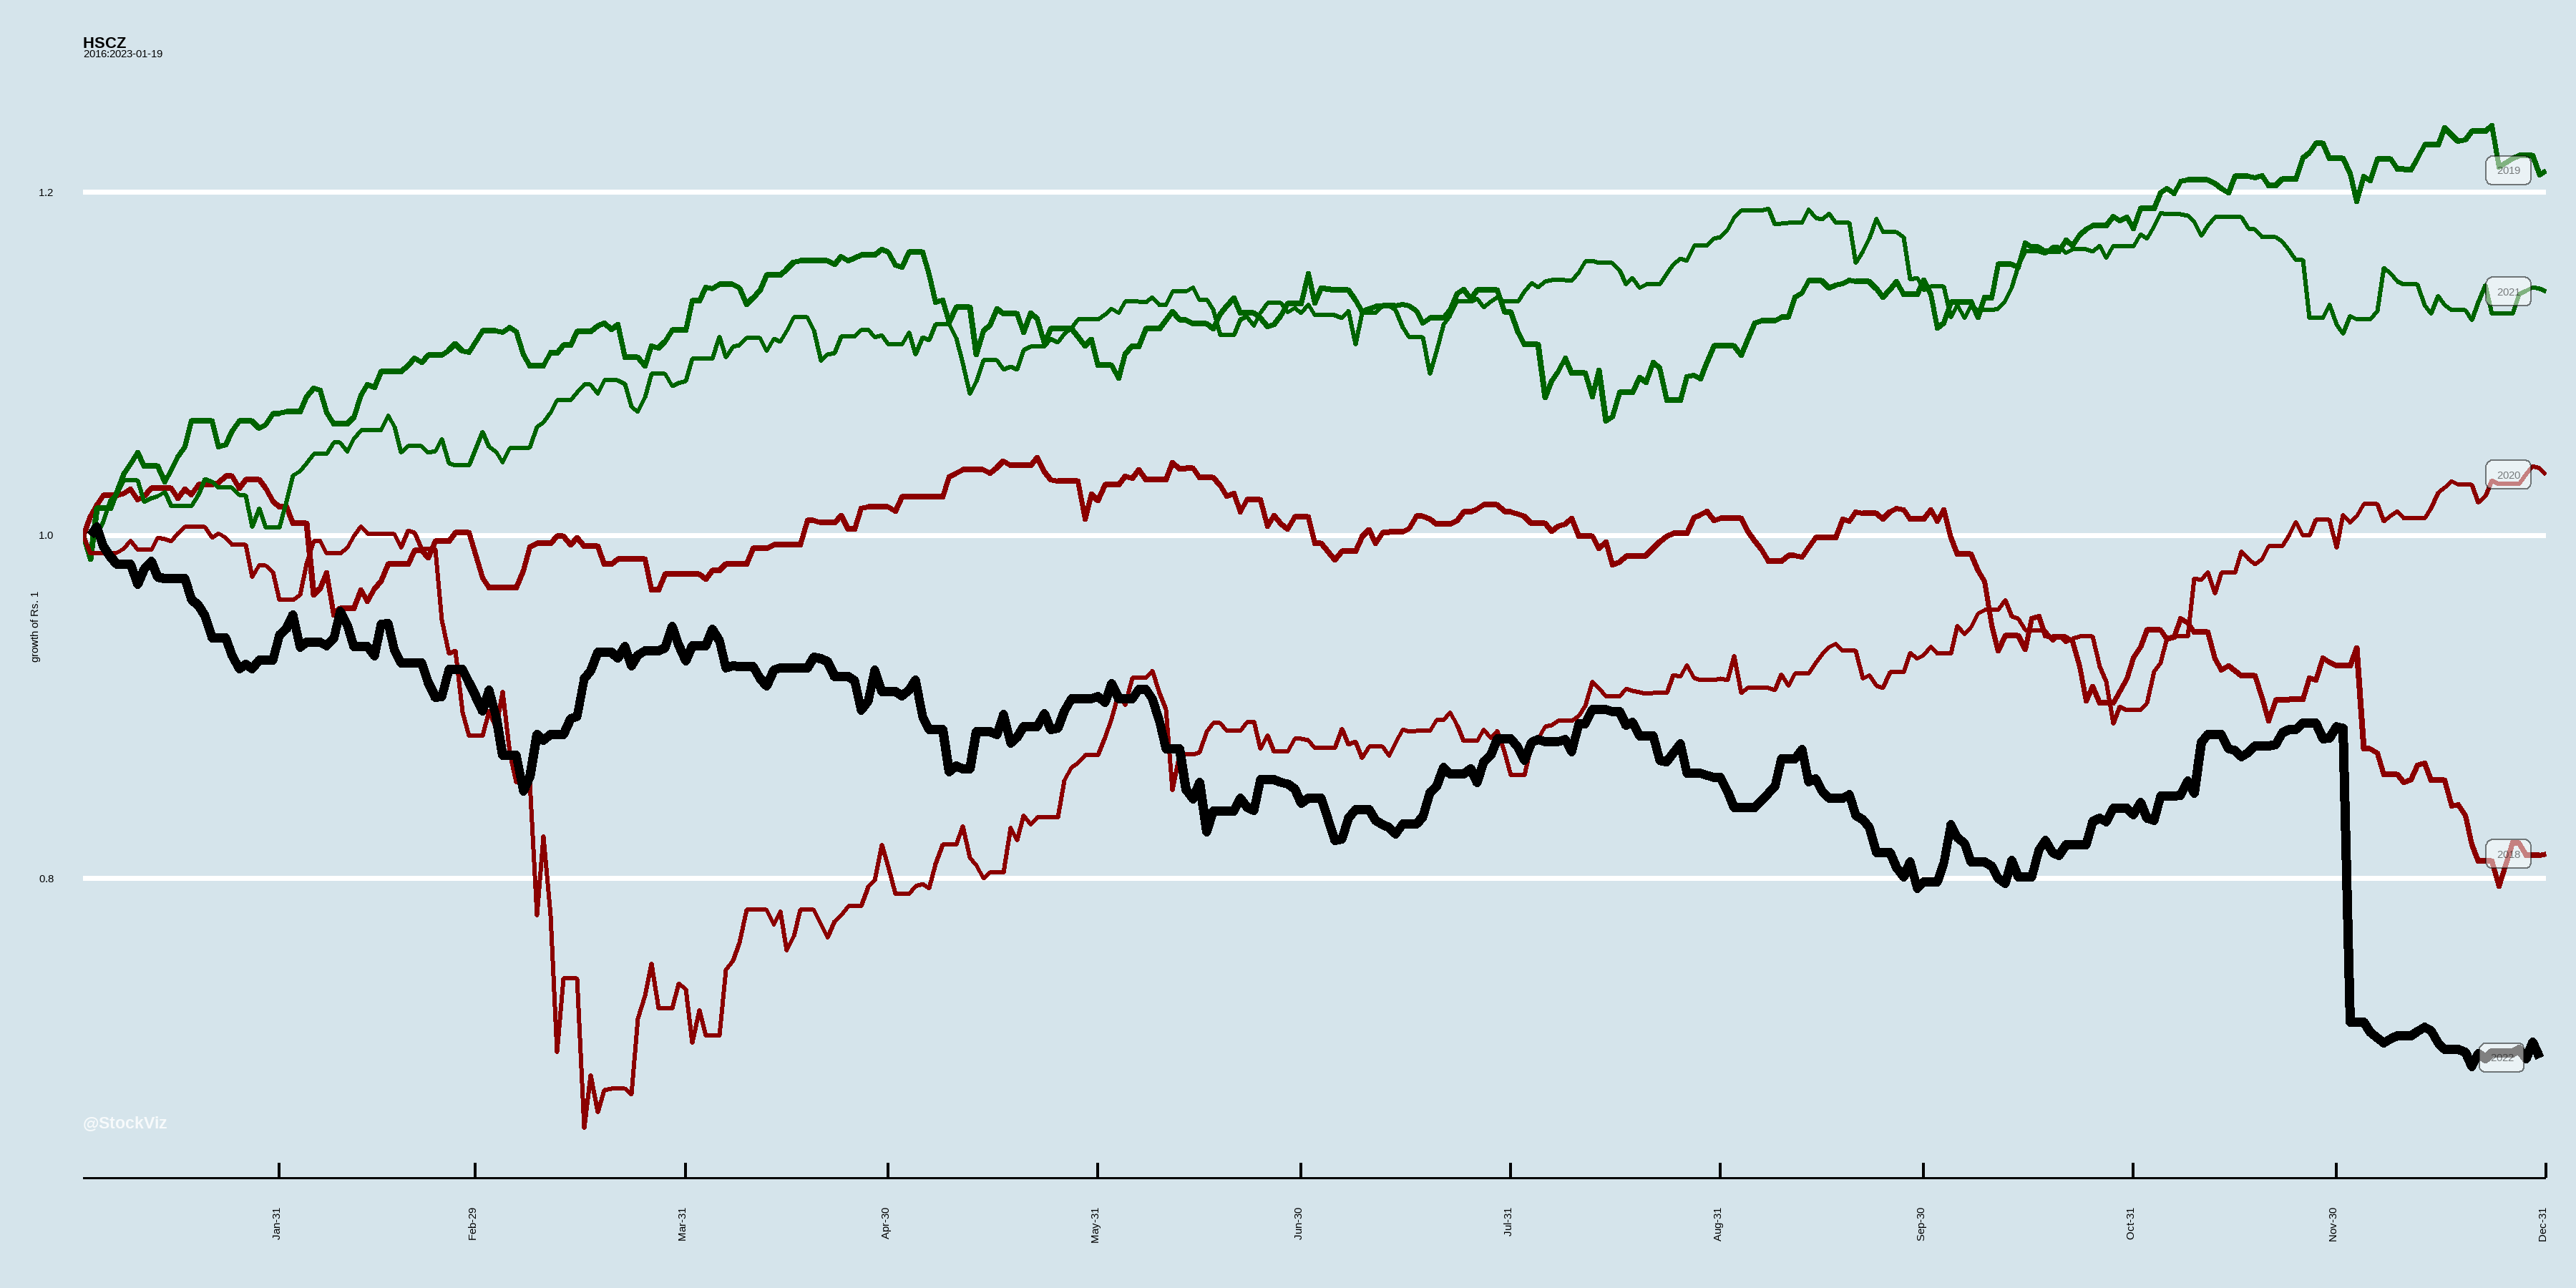 HSCZ
2016:2023-01-19
1.2
1.0
0.8
growth of Rs. 1
2019
2021
2020
2018
2022
@StockViz
Jan-31
Feb-29
Mar-31
Apr-30
May-31
Jun-30
Jul-31
Aug-31
Sep-30
Oct-31
Nov-30
Dec-31